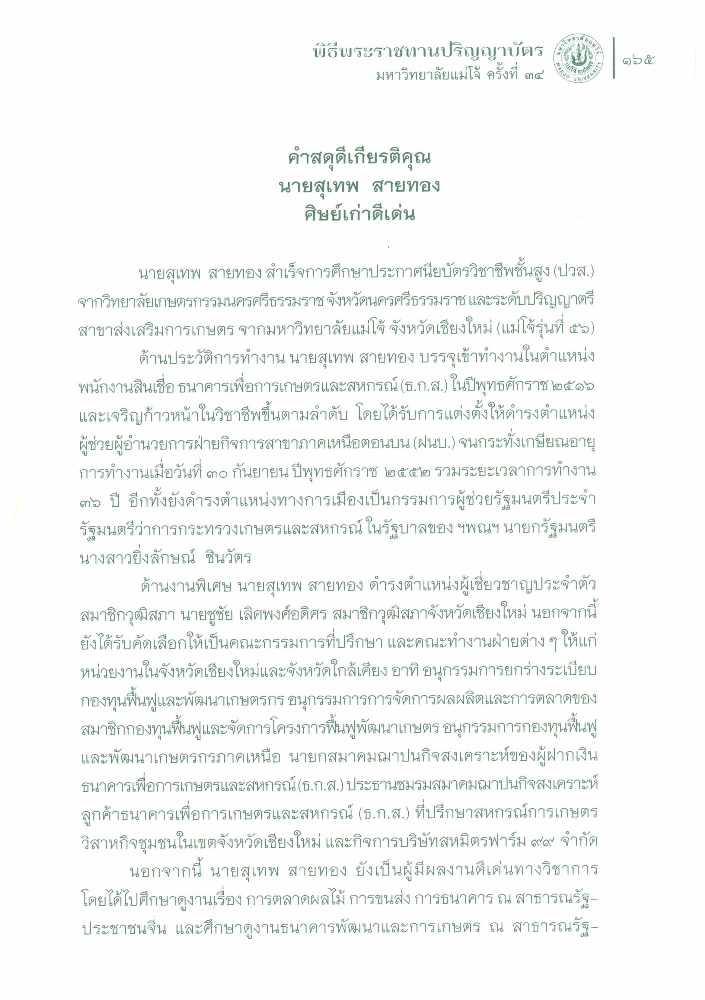 พิธีพระราชทานปริญญาบัตร
มหาวิทยาลัยแม่โจ้ ครั้งที่ ๓๔
มหาวิทยาลัยแม่โจ้
แม่โจ้ ๒๔๗๗
MAEJO UNIVERSITY
๑๖๕
คำสดุดีเกียรติคุณ
นายสุเทพ สายทอง
ศิษย์เก่าดีเด่น
นายสุเทพ สายทอง สำเร็จการศึกษาประกาศนียบัตรวิชาชีพชั้นสูง (ปวส.)
จากวิทยาลัยเกษตรกรรมนครศรีธรรมราช จังหวัดนครศรีธรรมราช และระดับปริญญาตรี
สาขาส่งเสริมการเกษตร จากมหาวิทยาลัยแม่โจ้ จังหวัดเชียงใหม่ (แม่โจ้รุ่นที่ ๕๖)
ด้านประวัติการทำงาน นายสุเทพ สายทอง บรรจุเข้าทำงานในตำแหน่ง
พนักงานสินเชื่อ ธนาคารเพื่อการเกษตรและสหกรณ์ (ธ.ก.ส.) ในปีพุทธศักราช ๒๕๑๖
และเจริญก้าวหน้าในวิชาชีพขึ้นตามลำดับ โดยได้รับการแต่งตั้งให้ดำรงตำแหน่ง
ผู้ช่วยผู้อำนวยการฝ่ายกิจการสาขาภาคเหนือตอนบน (ฝนบ.) จนกระทั่งเกษียณอายุ
การทำงานเมื่อวันที่ ๓๐ กันยายน ปีพุทธศักราช ๒๕๕๒ รวมระยะเวลาการทำงาน
๓๖ ปี อีกทั้งยังดำรงตำแหน่งทางการเมืองเป็นกรรมการผู้ช่วยรัฐมนตรีประจำ
รัฐมนตรีว่าการกระทรวงเกษตรและสหกรณ์ ในรัฐบาลของ ฯพณฯ นายกรัฐมนตรี
นางสาวยิ่งลักษณ์ ชินวัตร
ด้านงานพิเศษ นายสุเทพ สายทอง ดำรงตำแหน่งผู้เชี่ยวชาญประจำตัว
สมาชิกวุฒิสภา นายชูชัย เลิศพงศ์อดิศร สมาชิกวุฒิสภาจังหวัดเชียงใหม่ นอกจากนี้
ยังได้รับคัดเลือกให้เป็นคณะกรรมการที่ปรึกษา และคณะทำงานฝ่ายต่าง ๆ ให้แก่
หน่วยงานในจังหวัดเชียงใหม่และจังหวัดใกล้เคียง อาทิ อนุกรรมการยกร่างระเบียบ
กองทุนฟื้นฟูและพัฒนาเกษตรกร อนุกรรมการการจัดการผลผลิตและการตลาดของ
สมาชิกกองทุนฟื้นฟูและจัดการโครงการฟื้นฟูพัฒนาเกษตร อนุกรรมการกองทุนฟื้นฟู
และพัฒนาเกษตรกรภาคเหนือ นายกสมาคมฌาปนกิจสงเคราะห์ของผู้ฝากเงิน
ธนาคารเพื่อการเกษตรและสหกรณ์ (ธ.ก.ส.) ประธานชมรมสมาคมฌาปนกิจสงเคราะห์
ลูกค้าธนาคารเพื่อการเกษตรและสหกรณ์ (ธ.ก.ส.) ที่ปรึกษาสหกรณ์การเกษตร
วิสาหกิจชุมชนในเขตจังหวัดเชียงใหม่ และกิจการบริษัทสหมิตรฟาร์ม ๙๙ จำกัด
นอกจากนี้ นายสุเทพ สายทอง ยังเป็นผู้มีผลงานดีเด่นทางวิชาการ
โดยได้ไปศึกษาดูงานเรื่อง การตลาดผลไม้ การขนส่ง การธนาคาร ณ สาธารณรัฐ-
ประชาชนจีน และศึกษาดูงานธนาคารพัฒนาและการเกษตร ณ สาธารณรัฐ-